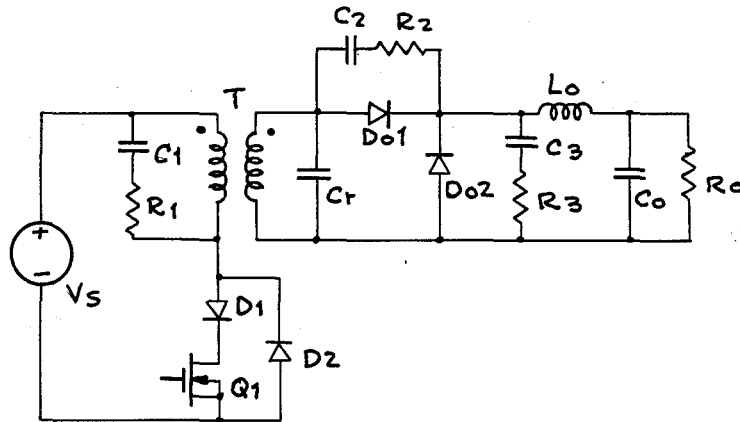 C2
R2
T
Lo
C1
Do1
C3
R1
Cr
Do2
R3
Co
Ro
+
-
Vs
D1
D2
Q1